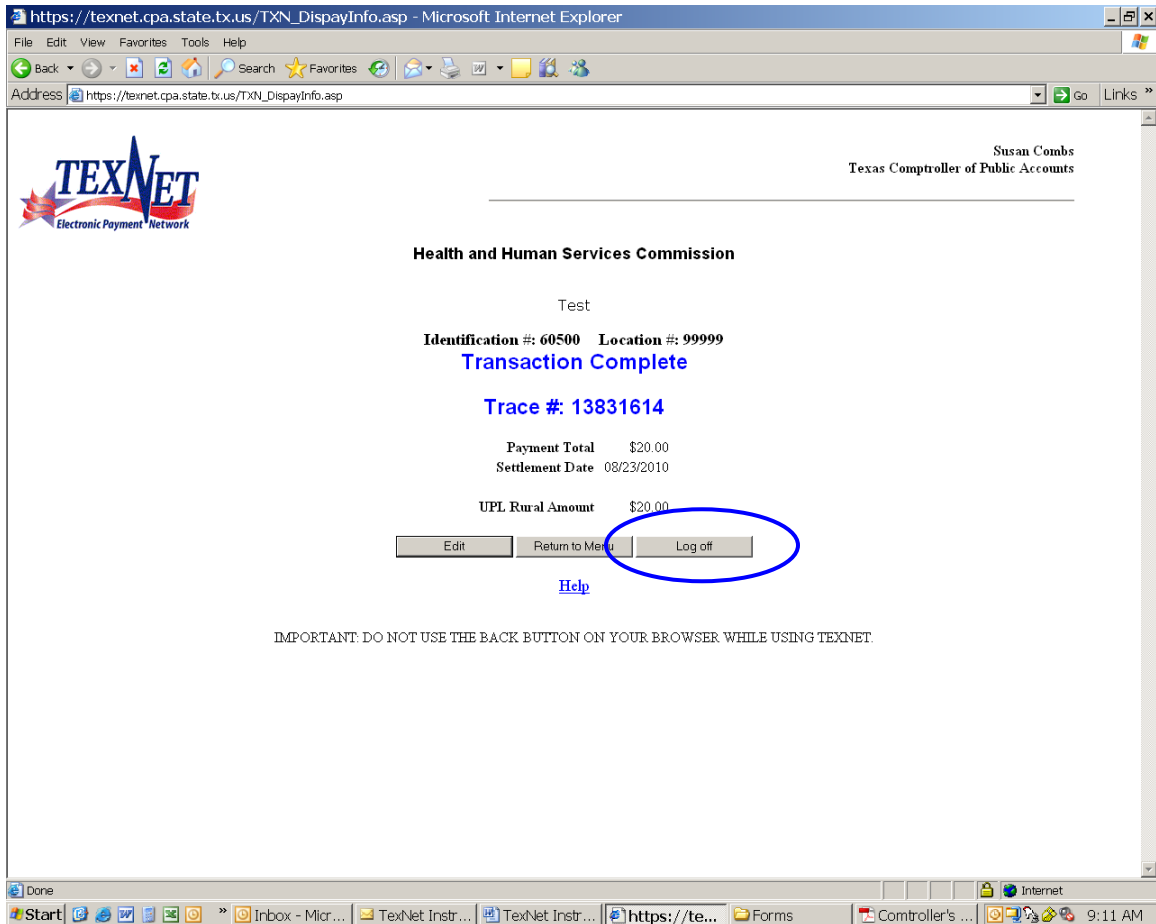 https://texnet.cpa.state.tx.us/TXN_DispayInfo.asp - Microsoft Internet Explorer
File Edit View Favorites Tools Help
Back Search Favorites
Address https://texnet.cpa.state.tx.us/TXN_DispayInfo.asp Go Links »
TEXNET
Electronic Payment Network
Susan Combs
Texas Comptroller of Public Accounts
Health and Human Services Commission
Test
Identification #: 60500 Location #: 99999
Transaction Complete
Trace #: 13831614
Payment Total $20.00
Settlement Date 08/23/2010
UPL Rural Amount $20.00
Edit Return to Menu Log off
Help
IMPORTANT: DO NOT USE THE BACK BUTTON ON YOUR BROWSER WHILE USING TEXNET.
Done Internet
Start » Inbox - Micr... TexNet Instr... TexNet Instr... https://te... Forms Comtroller's ... 9:11 AM